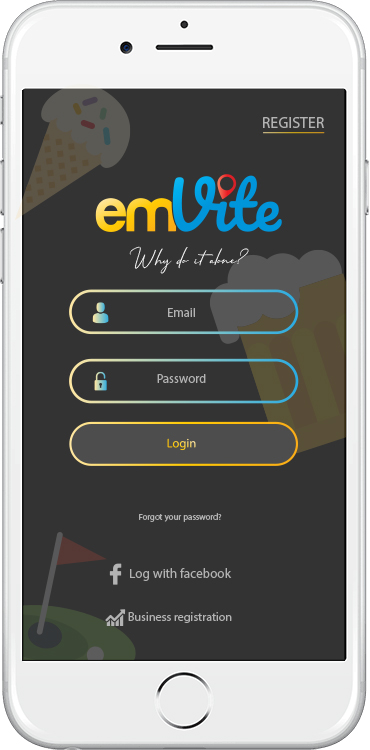 REGISTER
emVite
Why do it alone?
Email
Password
Login
Forgot your password?
Log with facebook
Business registration